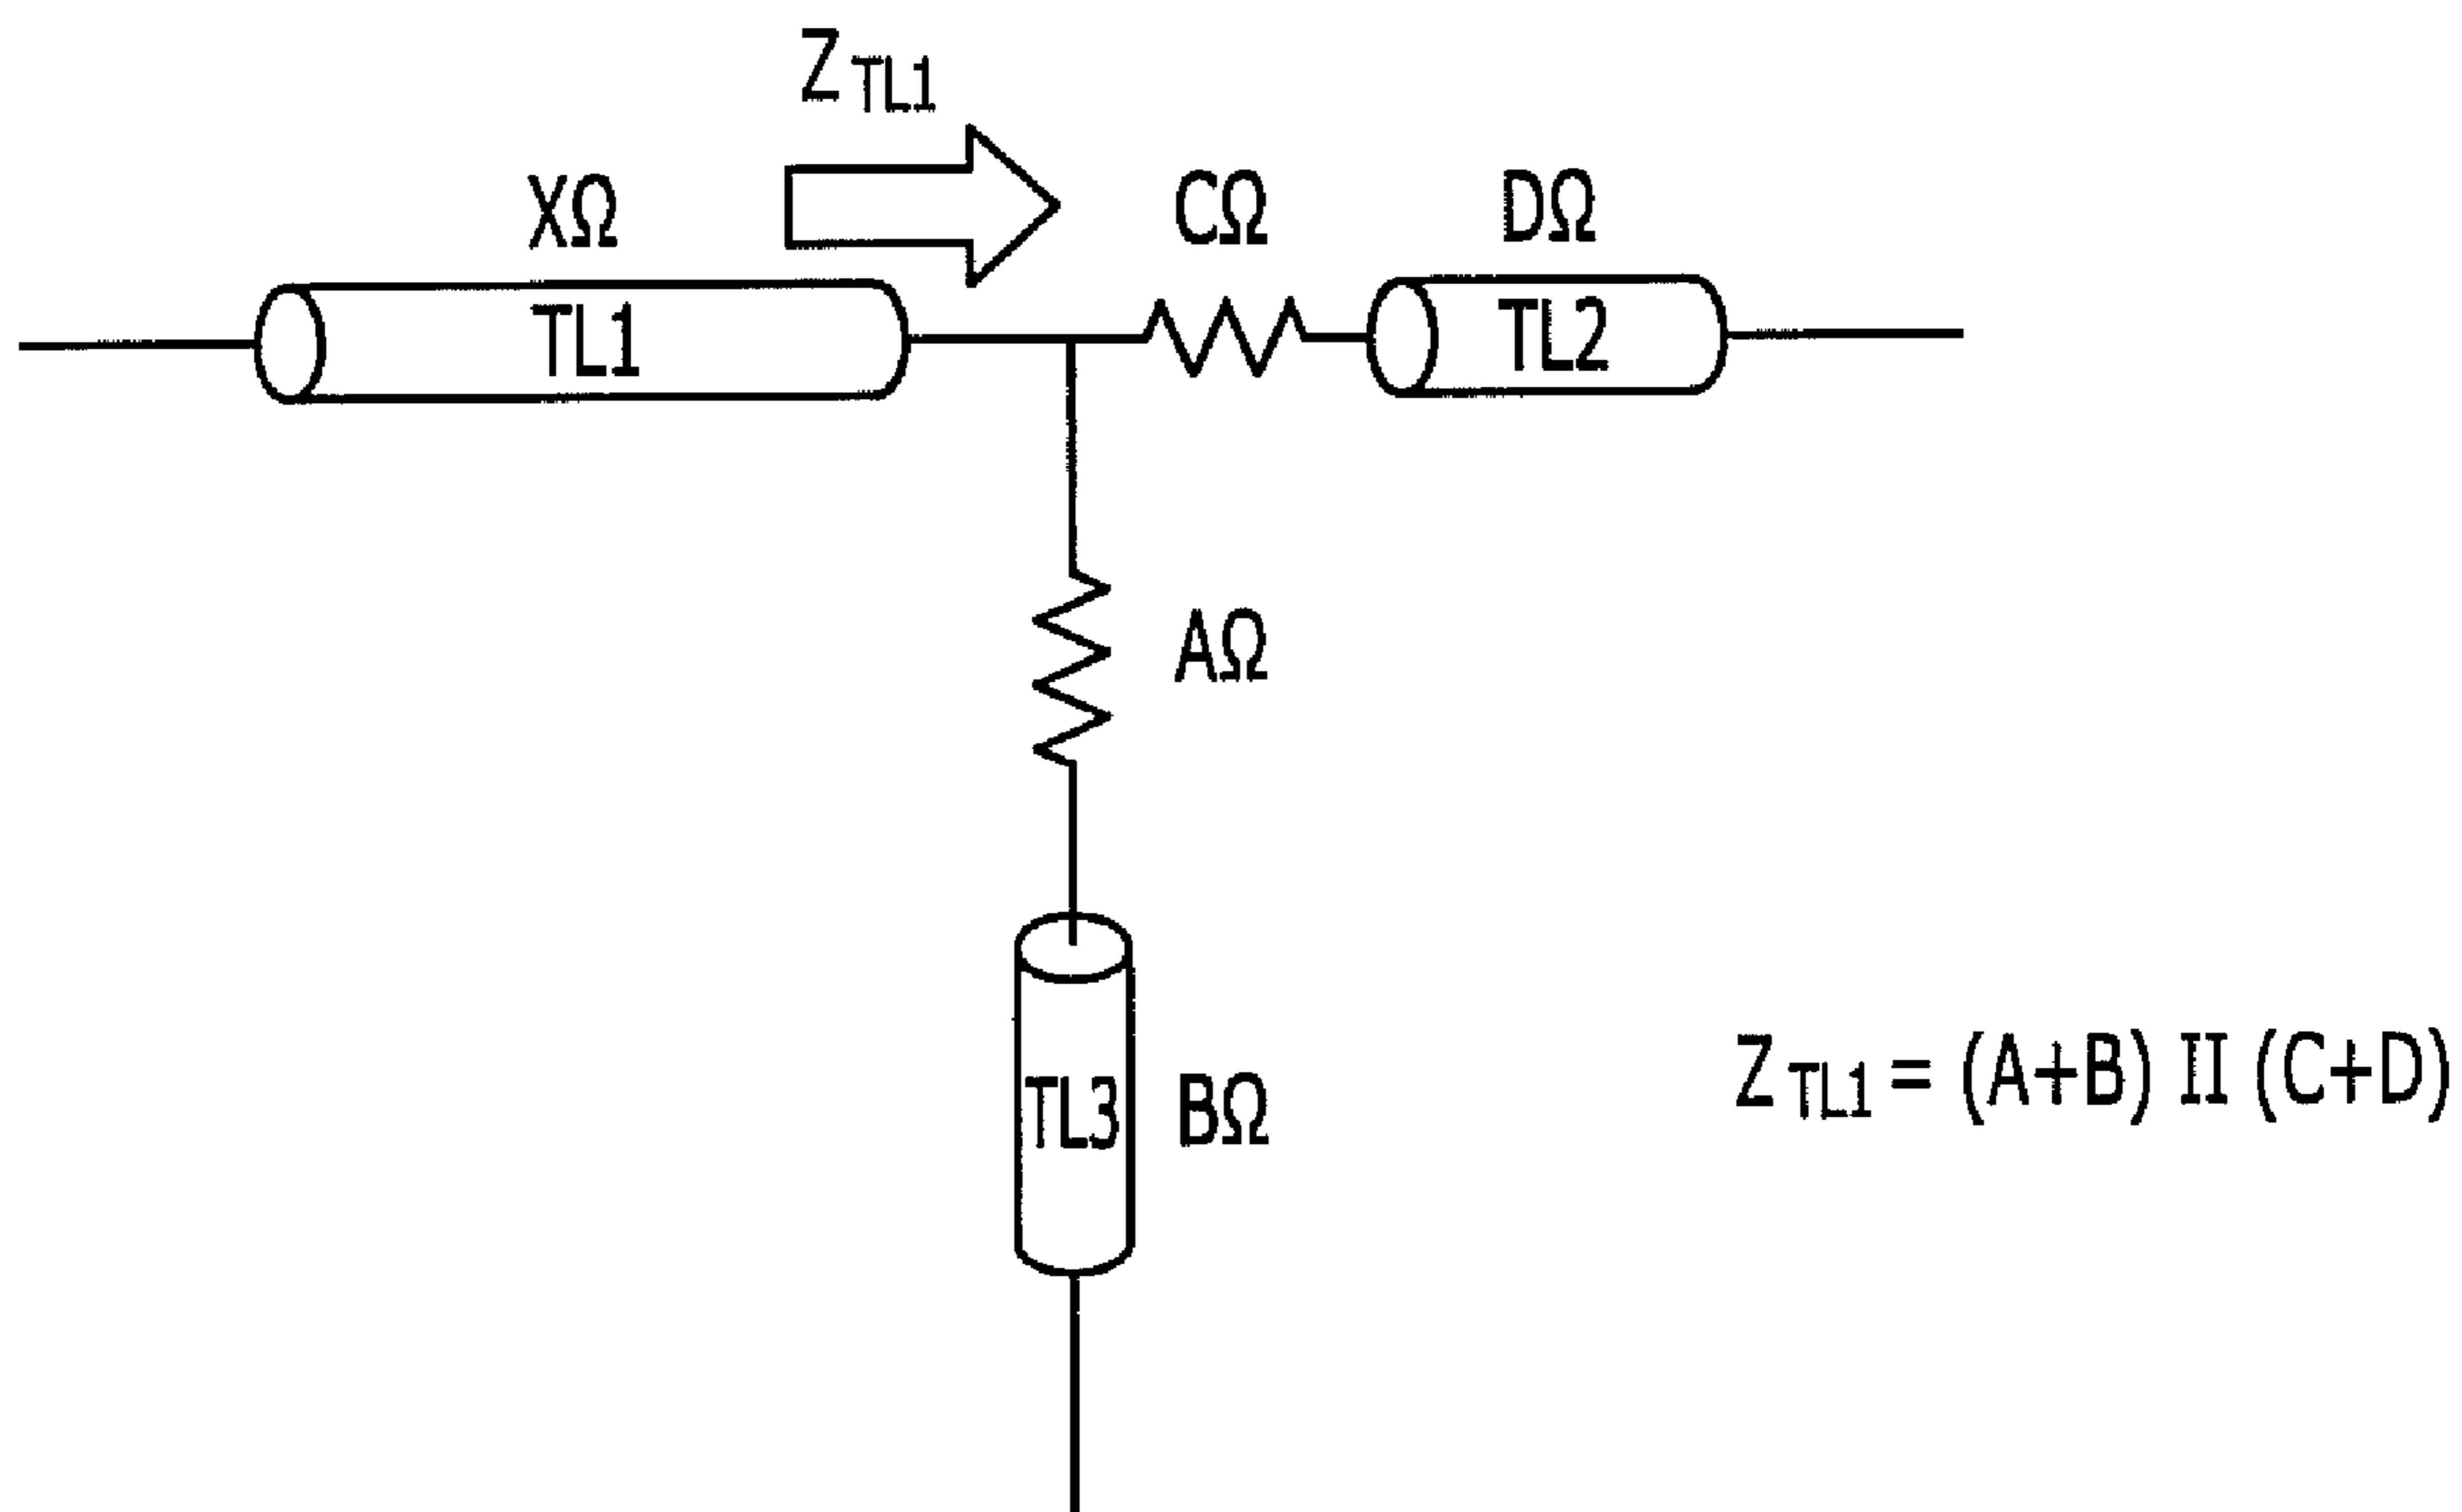 Z TL1
XΩ
CΩ
DΩ
TL1
TL2
AΩ
TL3
BΩ
Z TL1 = (A+B) II (C+D)